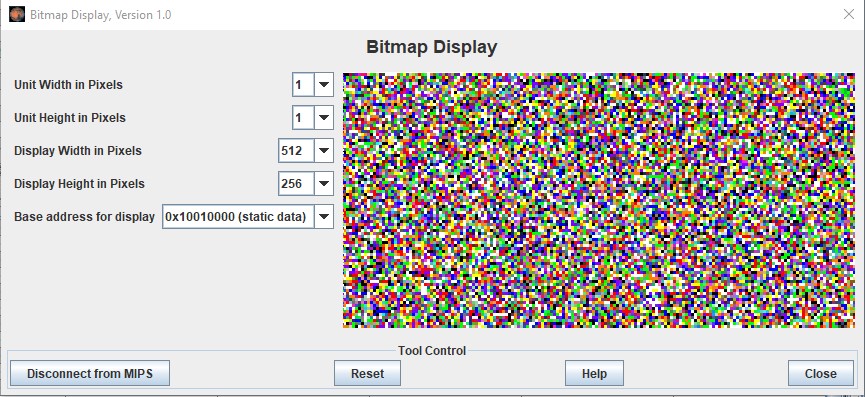 Bitmap Display, Version 1.0
Bitmap Display
Unit Width in Pixels 1
Unit Height in Pixels 1
Display Width in Pixels 512
Display Height in Pixels 256
Base address for display 0x10010000 (static data)
Tool Control
Disconnect from MIPS Reset Help Close